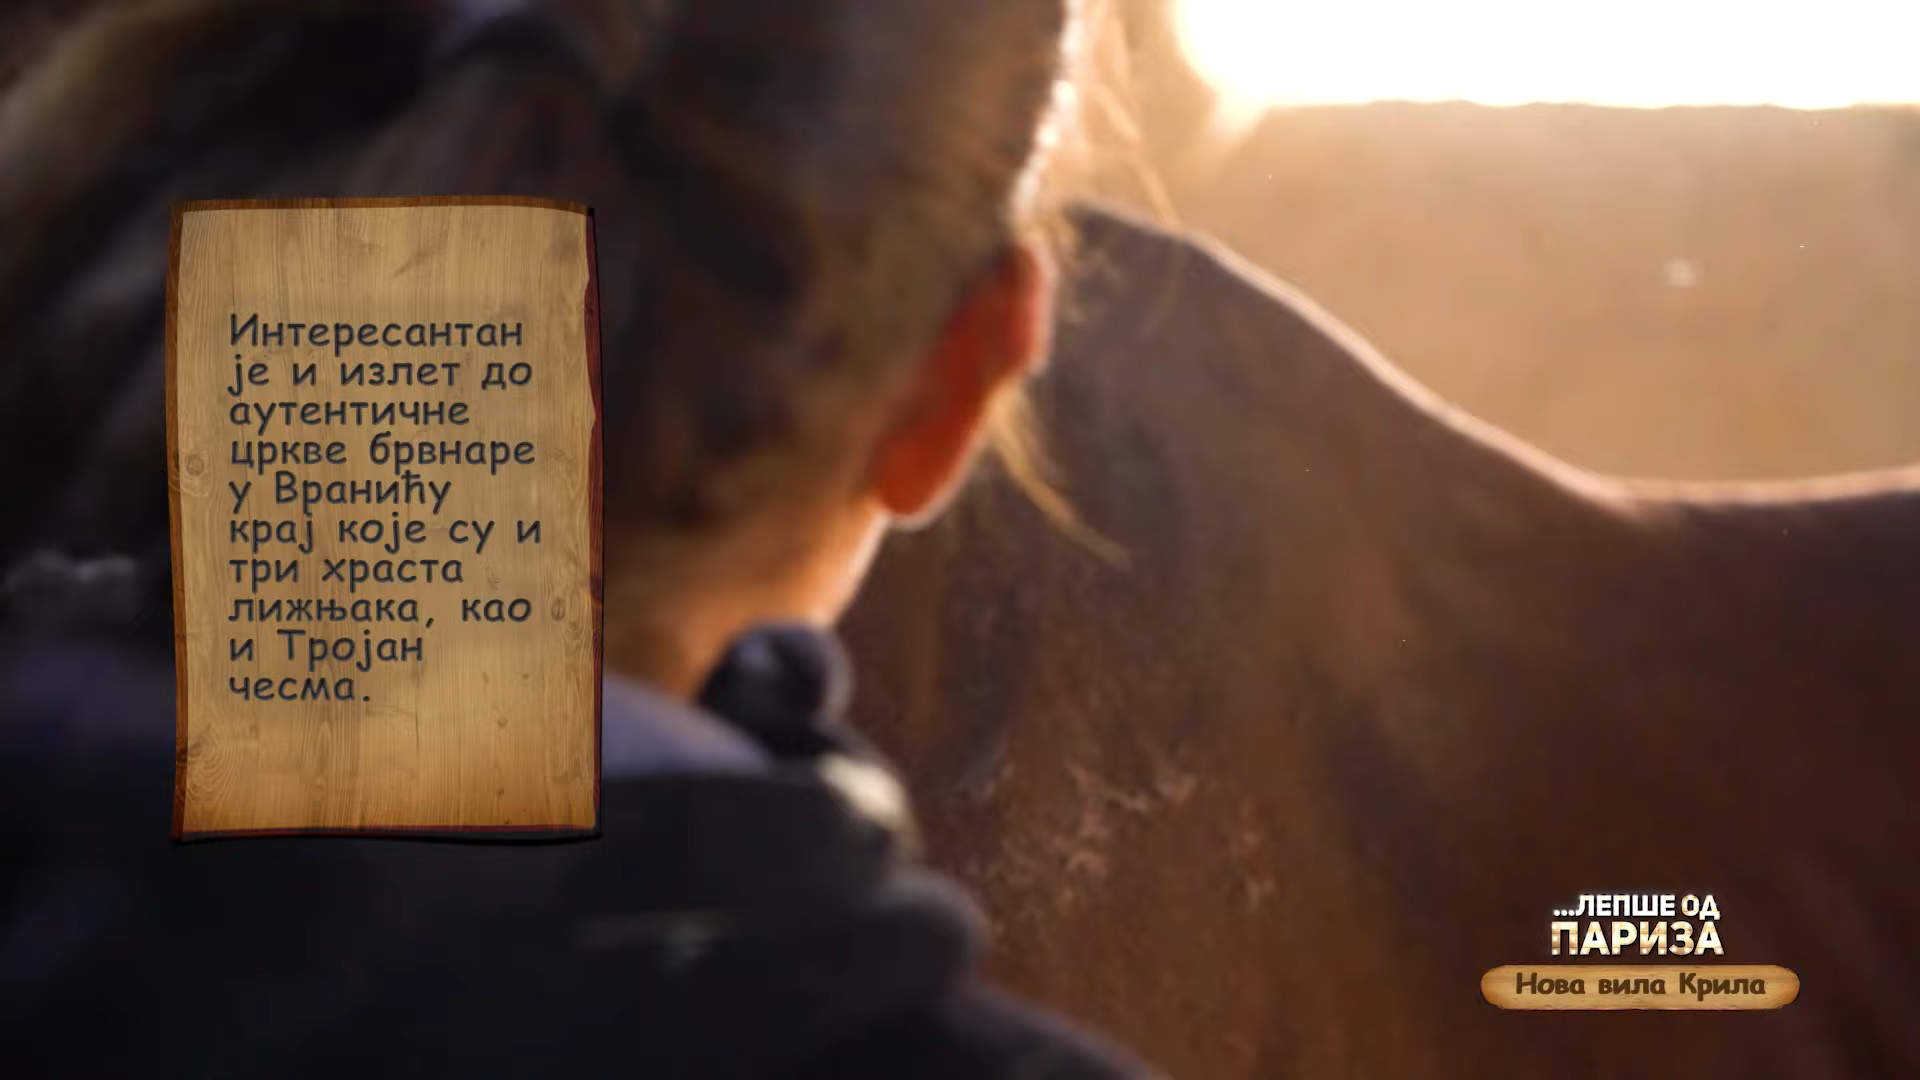 Интересантан
је и излет до
аутентичне
цркве брвнаре
у Вранићу
крај које су и
три храста
лижњака, као
и Тројан
чесма.
...ЛЕПШЕ ОД
ПАРИЗА
Нова вила Крила